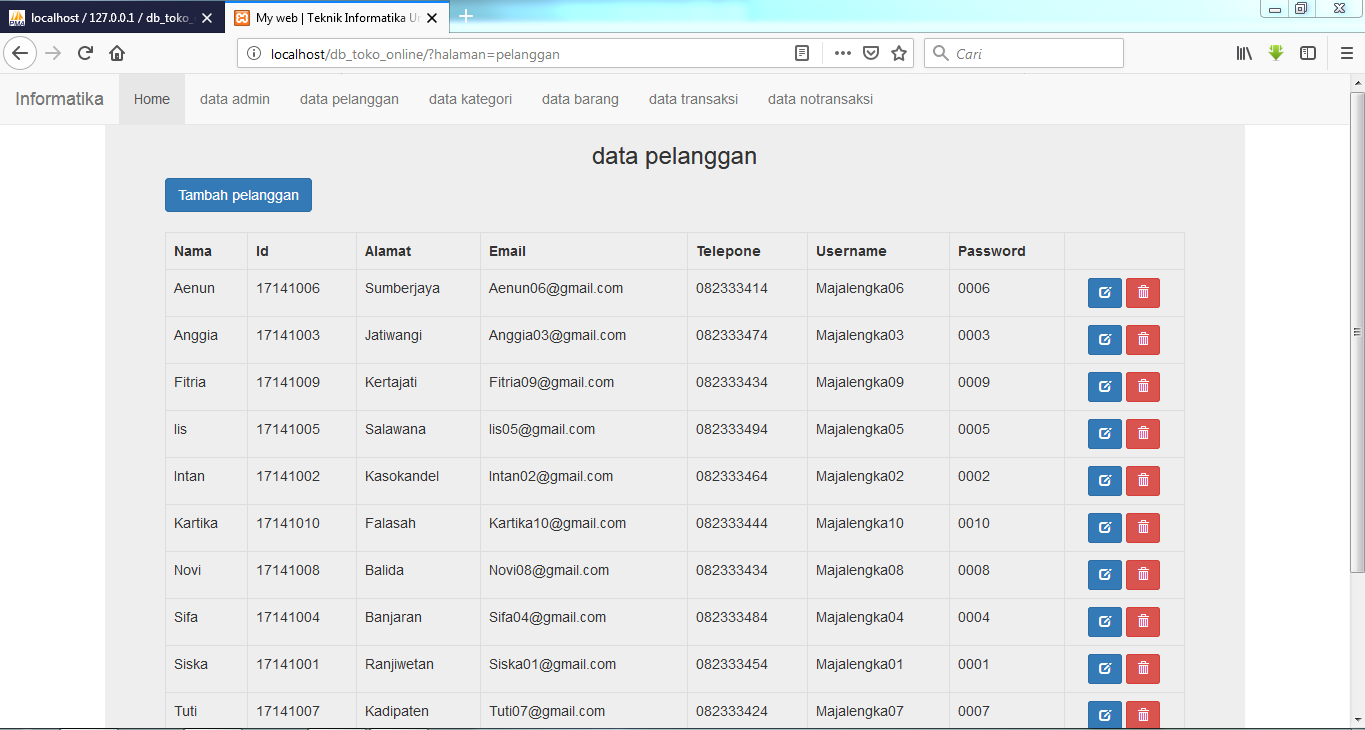 localhost / 127.0.0.1 / db_toko_
My web | Teknik Informatika Un
localhost/db_toko_online/?halaman=pelanggan
Cari
Informatika Home data admin data pelanggan data kategori data barang data transaksi data notransaksi
data pelanggan
Tambah pelanggan
Nama Id Alamat Email Telepone Username Password
Aenun 17141006 Sumberjaya Aenun06@gmail.com 082333414 Majalengka06 0006
Anggia 17141003 Jatiwangi Anggia03@gmail.com 082333474 Majalengka03 0003
Fitria 17141009 Kertajati Fitria09@gmail.com 082333434 Majalengka09 0009
Iis 17141005 Salawana Iis05@gmail.com 082333494 Majalengka05 0005
Intan 17141002 Kasokandel Intan02@gmail.com 082333464 Majalengka02 0002
Kartika 17141010 Falasah Kartika10@gmail.com 082333444 Majalengka10 0010
Novi 17141008 Balida Novi08@gmail.com 082333434 Majalengka08 0008
Sifa 17141004 Banjaran Sifa04@gmail.com 082333484 Majalengka04 0004
Siska 17141001 Ranjiwetan Siska01@gmail.com 082333454 Majalengka01 0001
Tuti 17141007 Kadipaten Tuti07@gmail.com 082333424 Majalengka07 0007